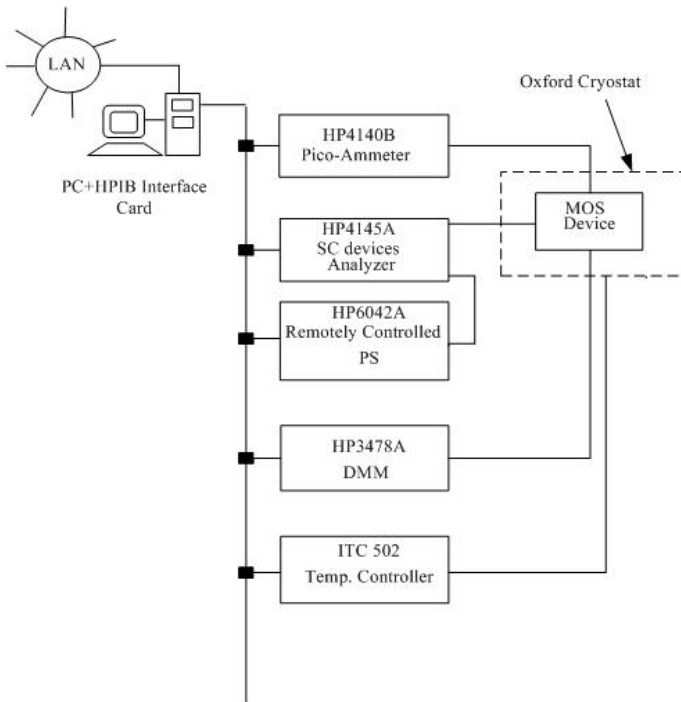 LAN
Oxford Cryostat
PC+HPIB Interface
Card
HP4140B
Pico-Ammeter
MOS
Device
HP4145A
SC devices
Analyzer
HP6042A
Remotely Controlled
PS
HP3478A
DMM
ITC 502
Temp. Controller